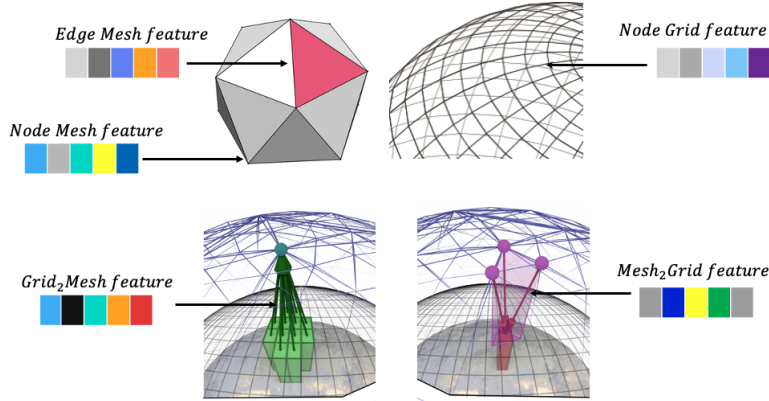 Edge Mesh feature
Node Grid feature
Node Mesh feature
Grid₂Mesh feature
Mesh₂Grid feature